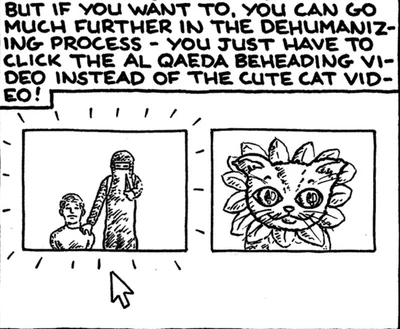 BUT IF YOU WANT TO, YOU CAN GO
MUCH FURTHER IN THE DEHUMANIZ-
ING PROCESS - YOU JUST HAVE TO
CLICK THE AL QAEDA BEHEADING VI-
DEO INSTEAD OF THE CUTE CAT VID-
EO!